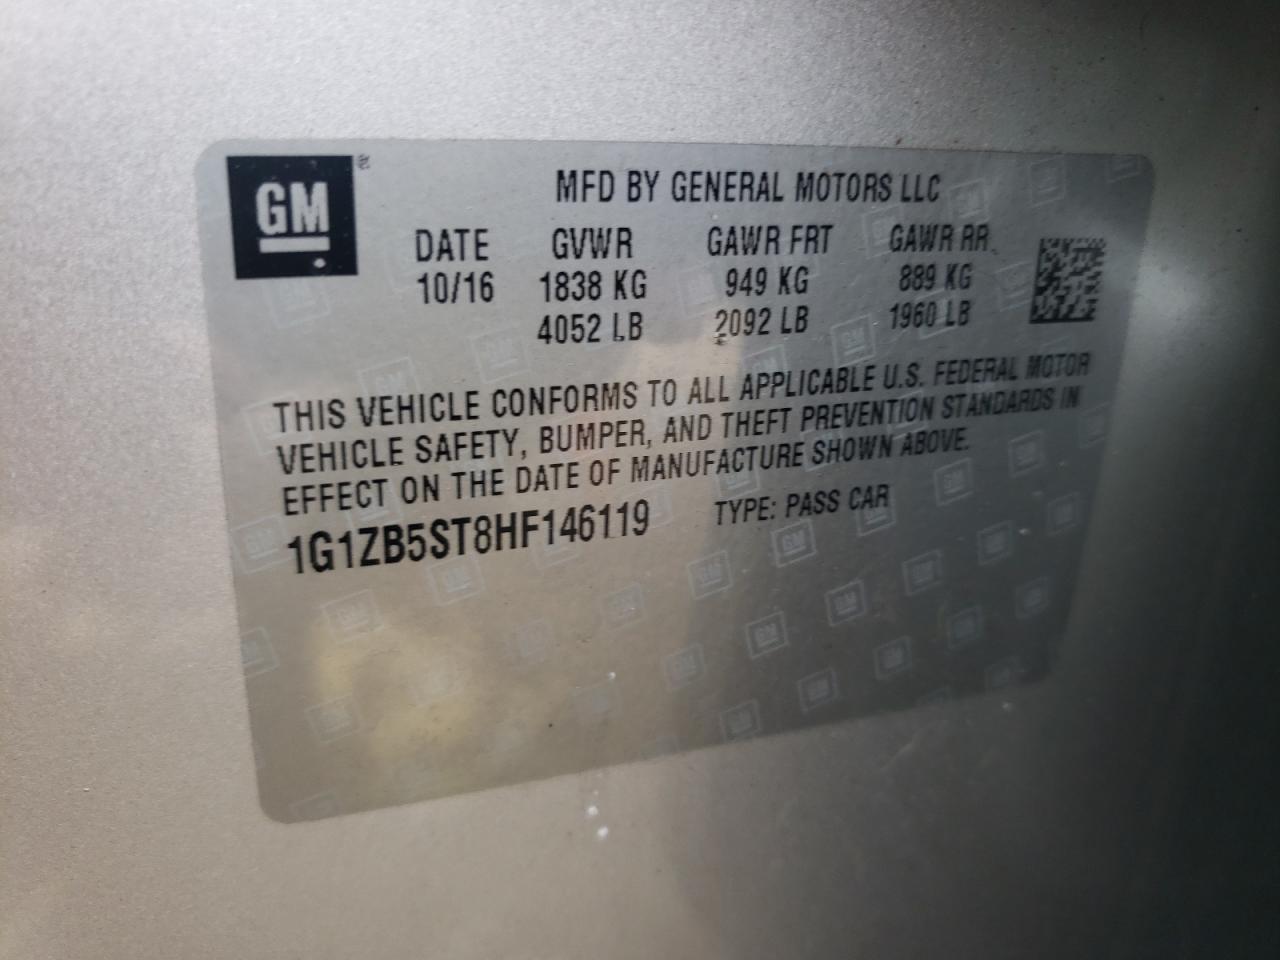 GM
MFD BY GENERAL MOTORS LLC
DATE GVWR GAWR FRT GAWR RR
10/16 1838 KG 949 KG 889 KG
4052 LB 2092 LB 1960 LB
THIS VEHICLE CONFORMS TO ALL APPLICABLE U.S. FEDERAL MOTOR
VEHICLE SAFETY, BUMPER, AND THEFT PREVENTION STANDARDS IN
EFFECT ON THE DATE OF MANUFACTURE SHOWN ABOVE.
1G1ZB5ST8HF146119 TYPE: PASS CAR